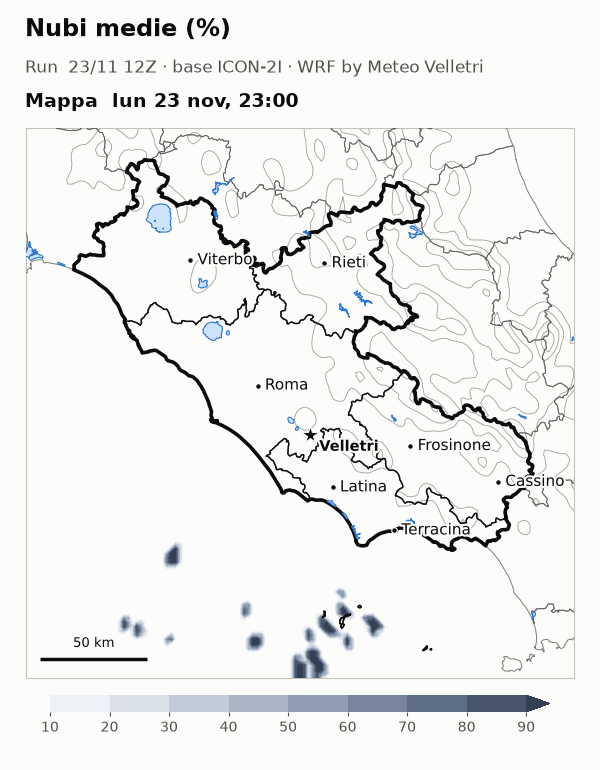 Nubi medie (%)
Run  23/11 12Z · base ICON-2I · WRF by Meteo Velletri
Mappa  lun 23 nov, 23:00
Viterbo
Rieti
Roma
Velletri
Frosinone
Cassino
Latina
Terracina
50 km
10 20 30 40 50 60 70 80 90